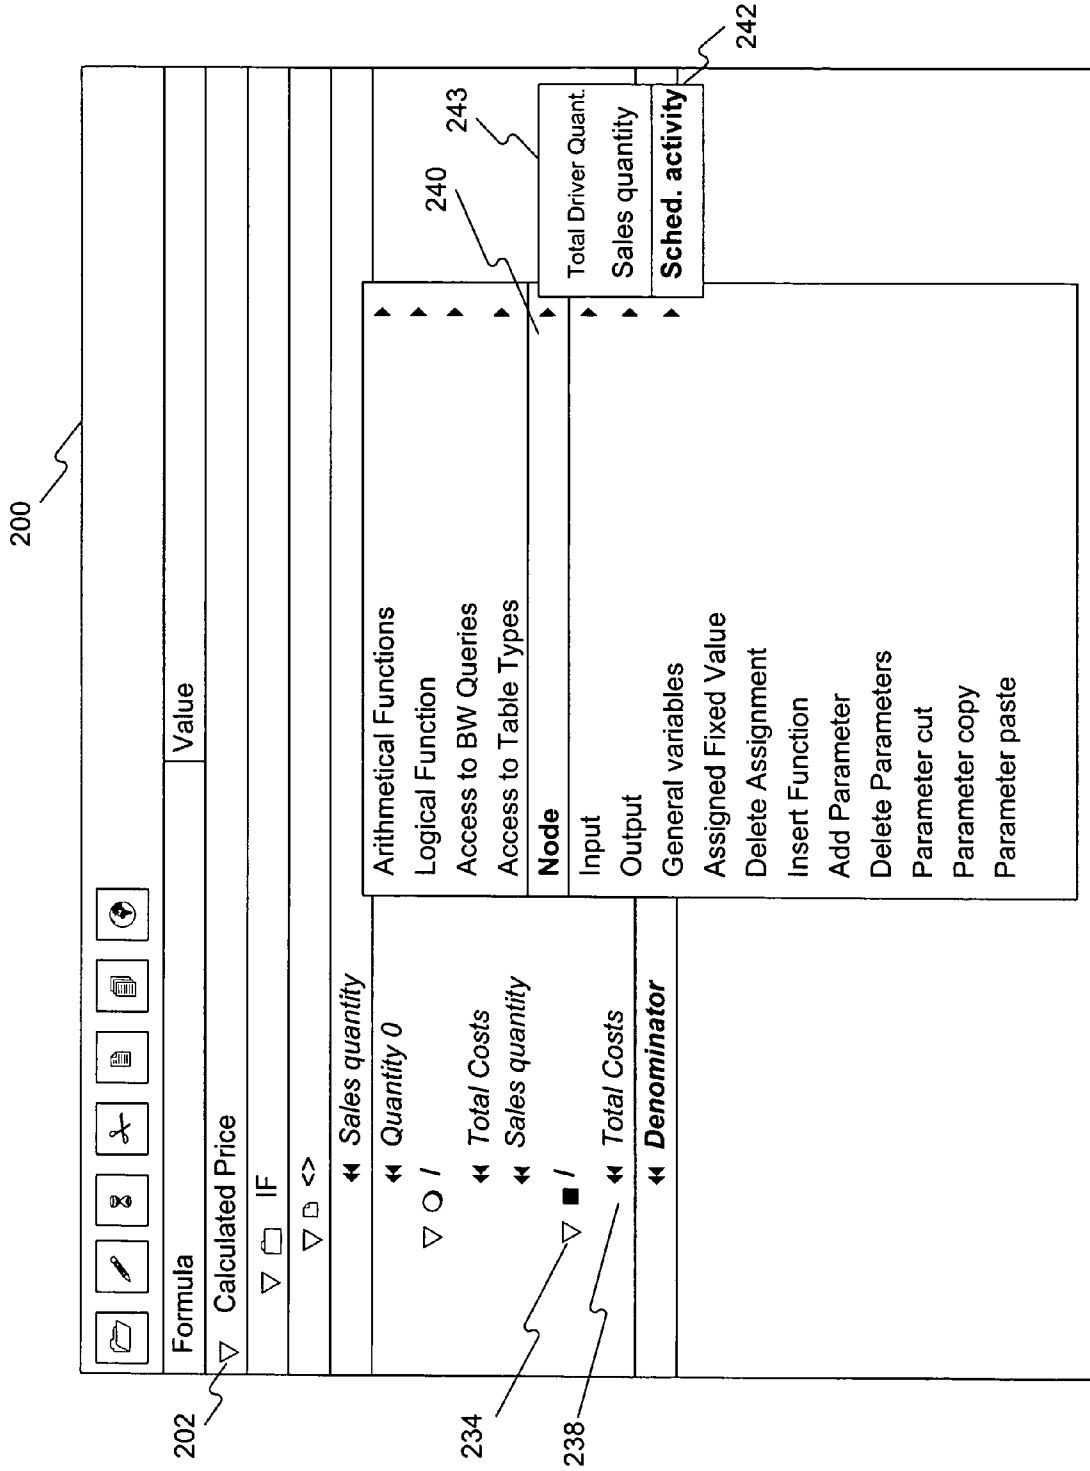 200
Formula Value
202
Calculated Price
IF
<>
Sales quantity
Quantity 0
/
Total Costs
Sales quantity
234
/
238
Total Costs
Denominator
Arithmetical Functions
Logical Function
Access to BW Queries
Access to Table Types
Node
Input
Output
General variables
Assigned Fixed Value
Delete Assignment
Insert Function
Add Parameter
Delete Parameters
Parameter cut
Parameter copy
Parameter paste
240
243
Total Driver Quant.
Sales quantity
Sched. activity
242